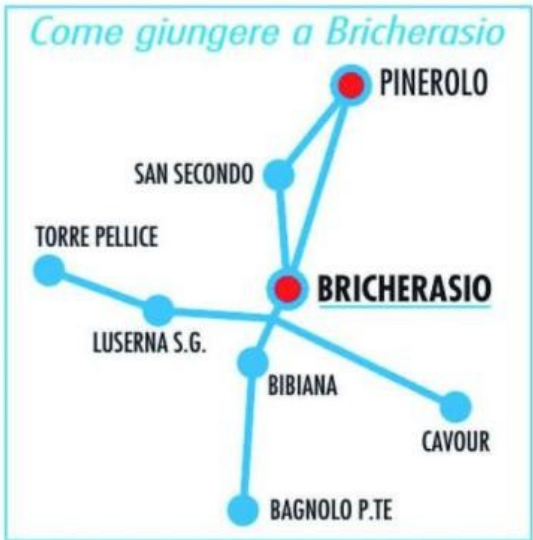 Come giungere a Bricherasio
PINEROLO
SAN SECONDO
TORRE PELLICE
BRICHERASIO
LUSERNA S.G.
BIBIANA
CAVOUR
BAGNOLO P.TE